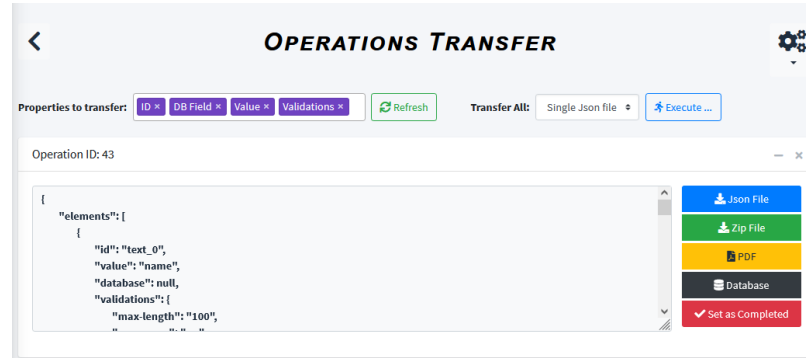 OPERATIONS TRANSFER
Properties to transfer: ID × DB Field × Value × Validations × Refresh Transfer All: Single Json file Execute ...
Operation ID: 43
{
"elements": [
{
"id": "text_0",
"value": "name",
"database": null,
"validations": {
"max-length": "100",
Json File
Zip File
PDF
Database
Set as Completed